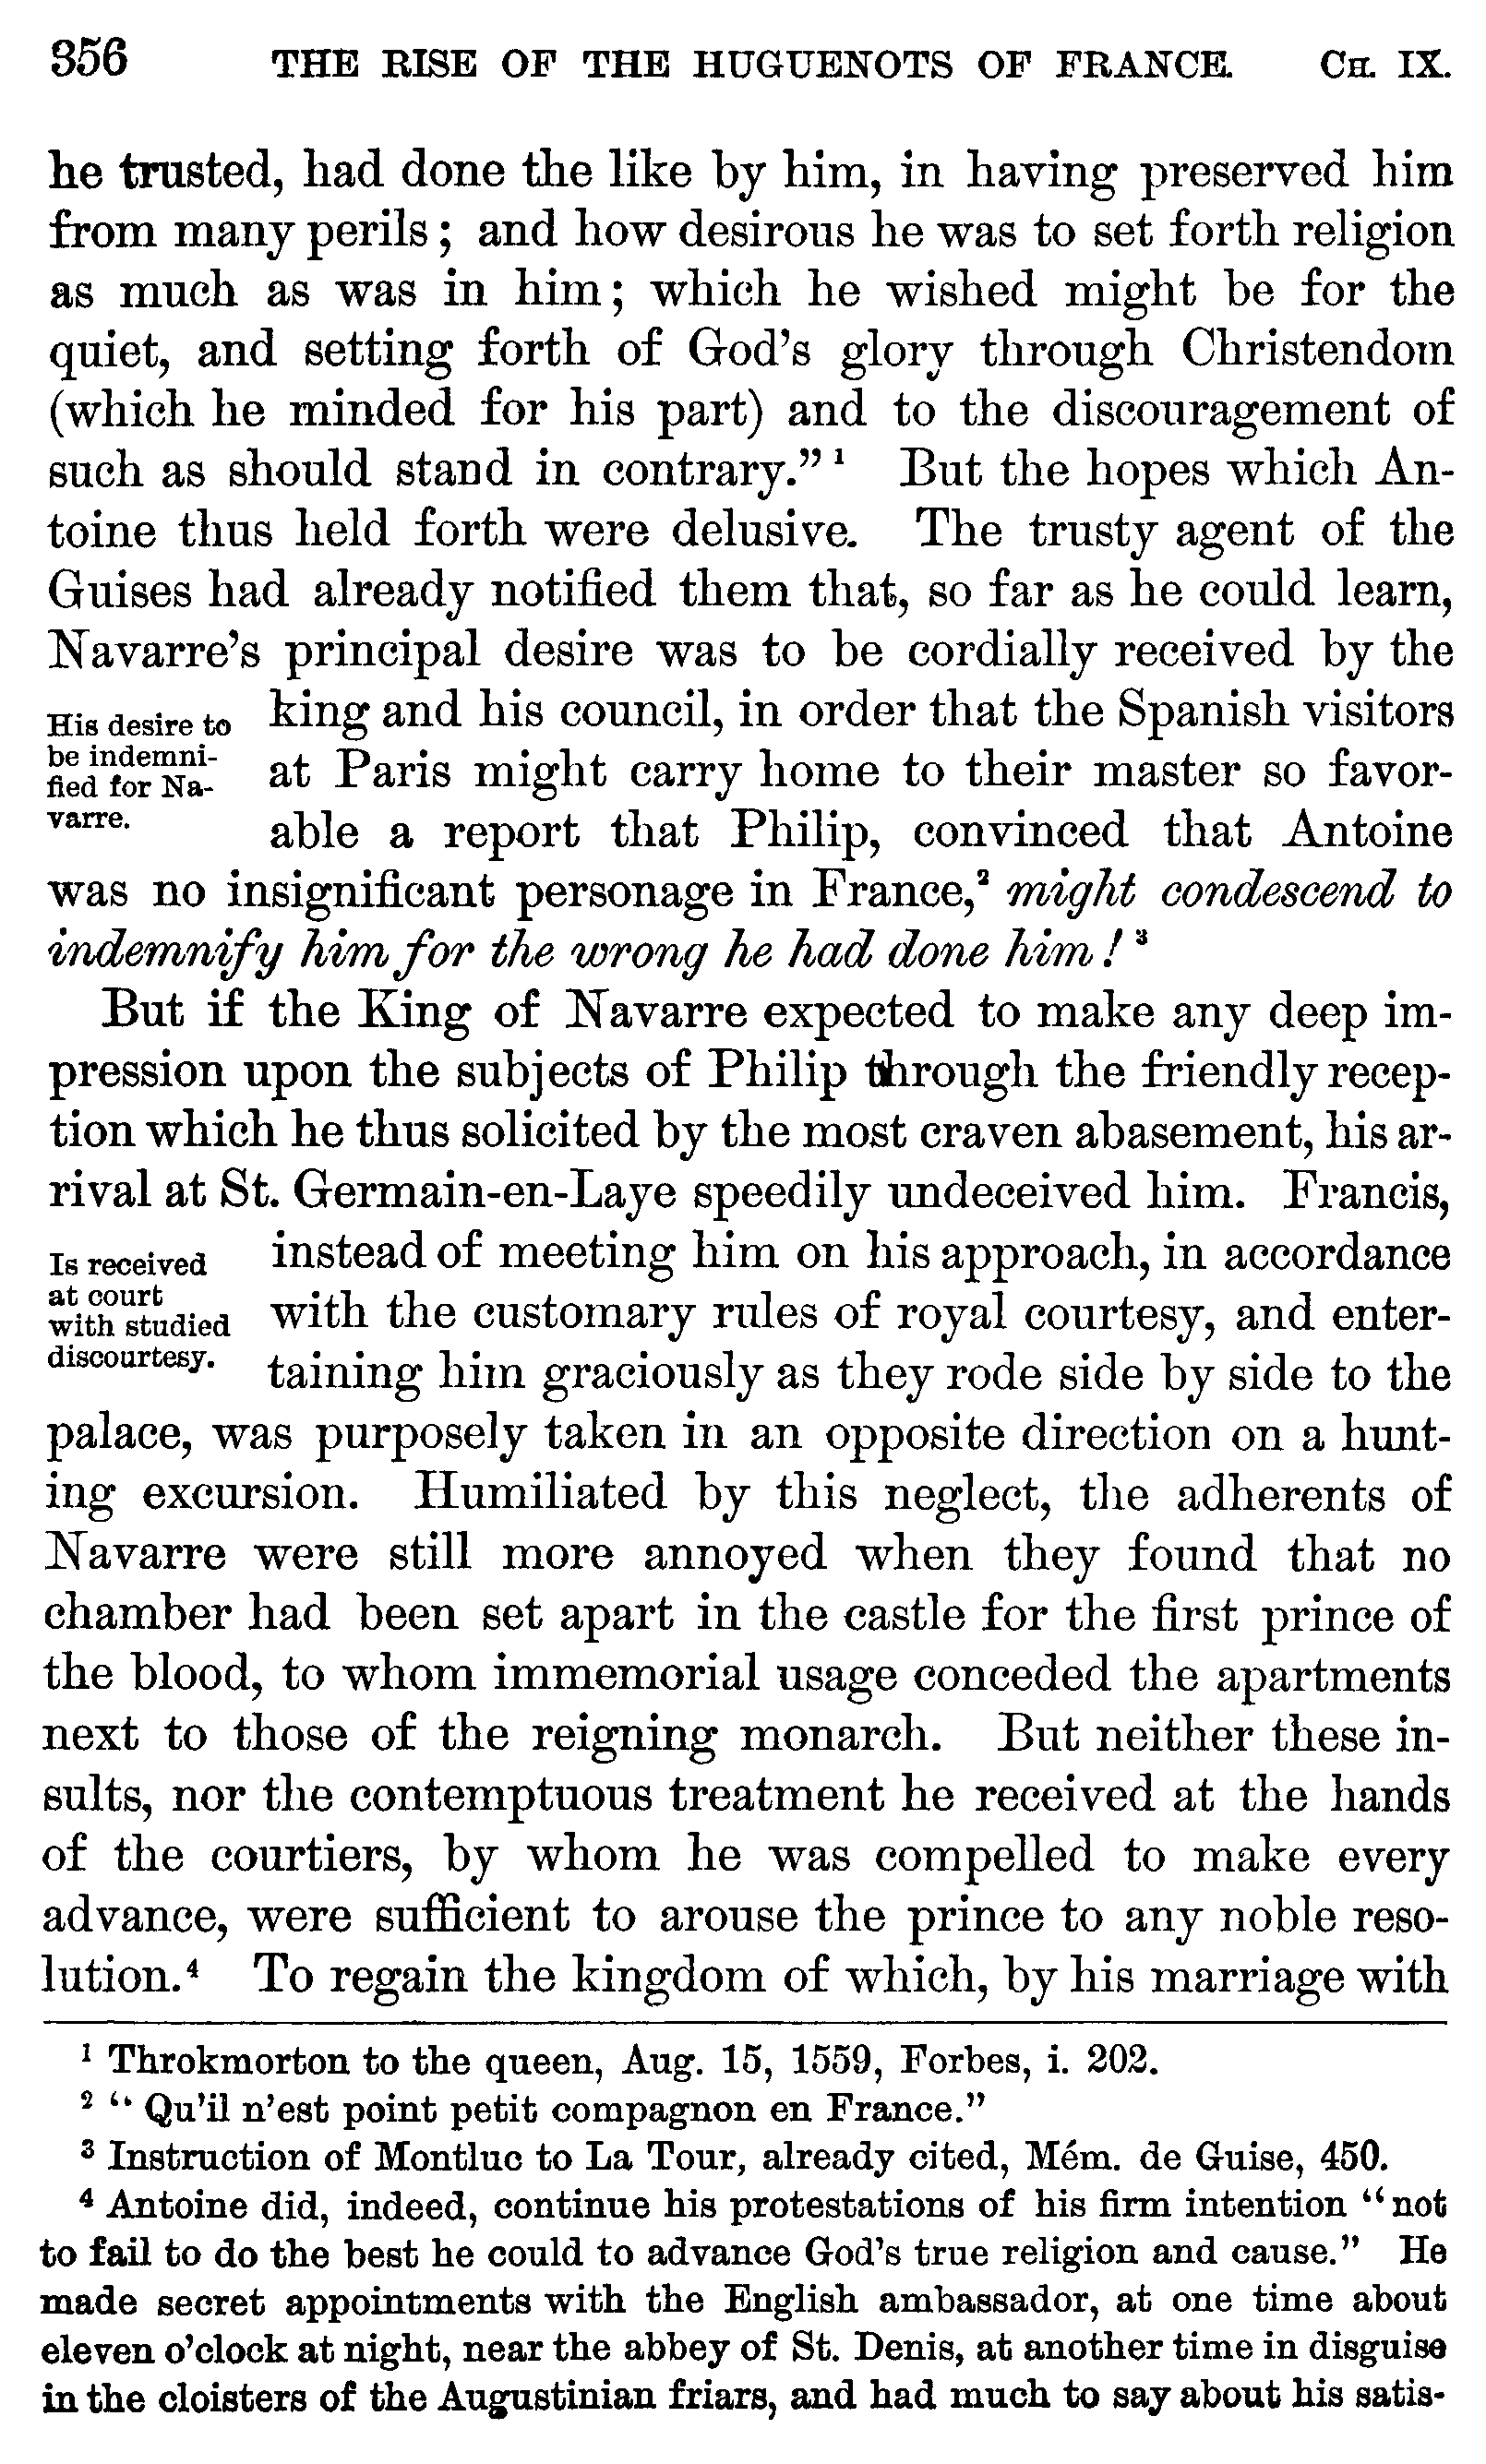 356 THE RISE OF THE HUGUENOTS OF FRANCE. CH. IX.
he trusted, had done the like by him, in having preserved him
from many perils; and how desirous he was to set forth religion
as much as was in him; which he wished might be for the
quiet, and setting forth of God's glory through Christendom
(which he minded for his part) and to the discouragement of
such as should stand in contrary." ¹ But the hopes which An-
toine thus held forth were delusive. The trusty agent of the
Guises had already notified them that, so far as he could learn,
Navarre's principal desire was to be cordially received by the
His desire to
be indemni-
fied for Na-
varre.
king and his council, in order that the Spanish visitors
at Paris might carry home to their master so favor-
able a report that Philip, convinced that Antoine
was no insignificant personage in France,² might condescend to
indemnify him for the wrong he had done him! ³
But if the King of Navarre expected to make any deep im-
pression upon the subjects of Philip through the friendly recep-
tion which he thus solicited by the most craven abasement, his ar-
rival at St. Germain-en-Laye speedily undeceived him. Francis,
Is received
at court
with studied
discourtesy.
instead of meeting him on his approach, in accordance
with the customary rules of royal courtesy, and enter-
taining him graciously as they rode side by side to the
palace, was purposely taken in an opposite direction on a hunt-
ing excursion. Humiliated by this neglect, the adherents of
Navarre were still more annoyed when they found that no
chamber had been set apart in the castle for the first prince of
the blood, to whom immemorial usage conceded the apartments
next to those of the reigning monarch. But neither these in-
sults, nor the contemptuous treatment he received at the hands
of the courtiers, by whom he was compelled to make every
advance, were sufficient to arouse the prince to any noble reso-
lution.⁴ To regain the kingdom of which, by his marriage with
¹ Throkmorton to the queen, Aug. 15, 1559, Forbes, i. 202.
² "Qu'il n'est point petit compagnon en France."
³ Instruction of Montluc to La Tour, already cited, Mém. de Guise, 450.
⁴ Antoine did, indeed, continue his protestations of his firm intention "not
to fail to do the best he could to advance God's true religion and cause." He
made secret appointments with the English ambassador, at one time about
eleven o'clock at night, near the abbey of St. Denis, at another time in disguise
in the cloisters of the Augustinian friars, and had much to say about his satis-